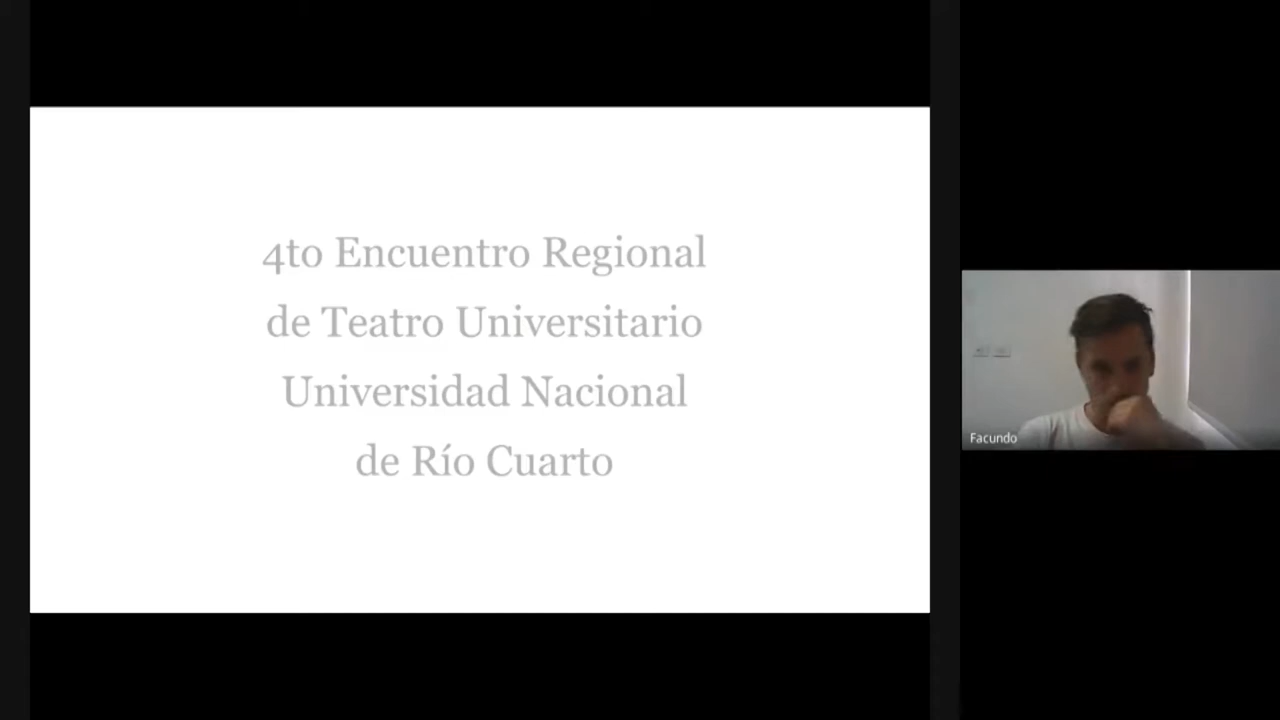 4to Encuentro Regional
de Teatro Universitario
Universidad Nacional
de Río Cuarto
Facundo